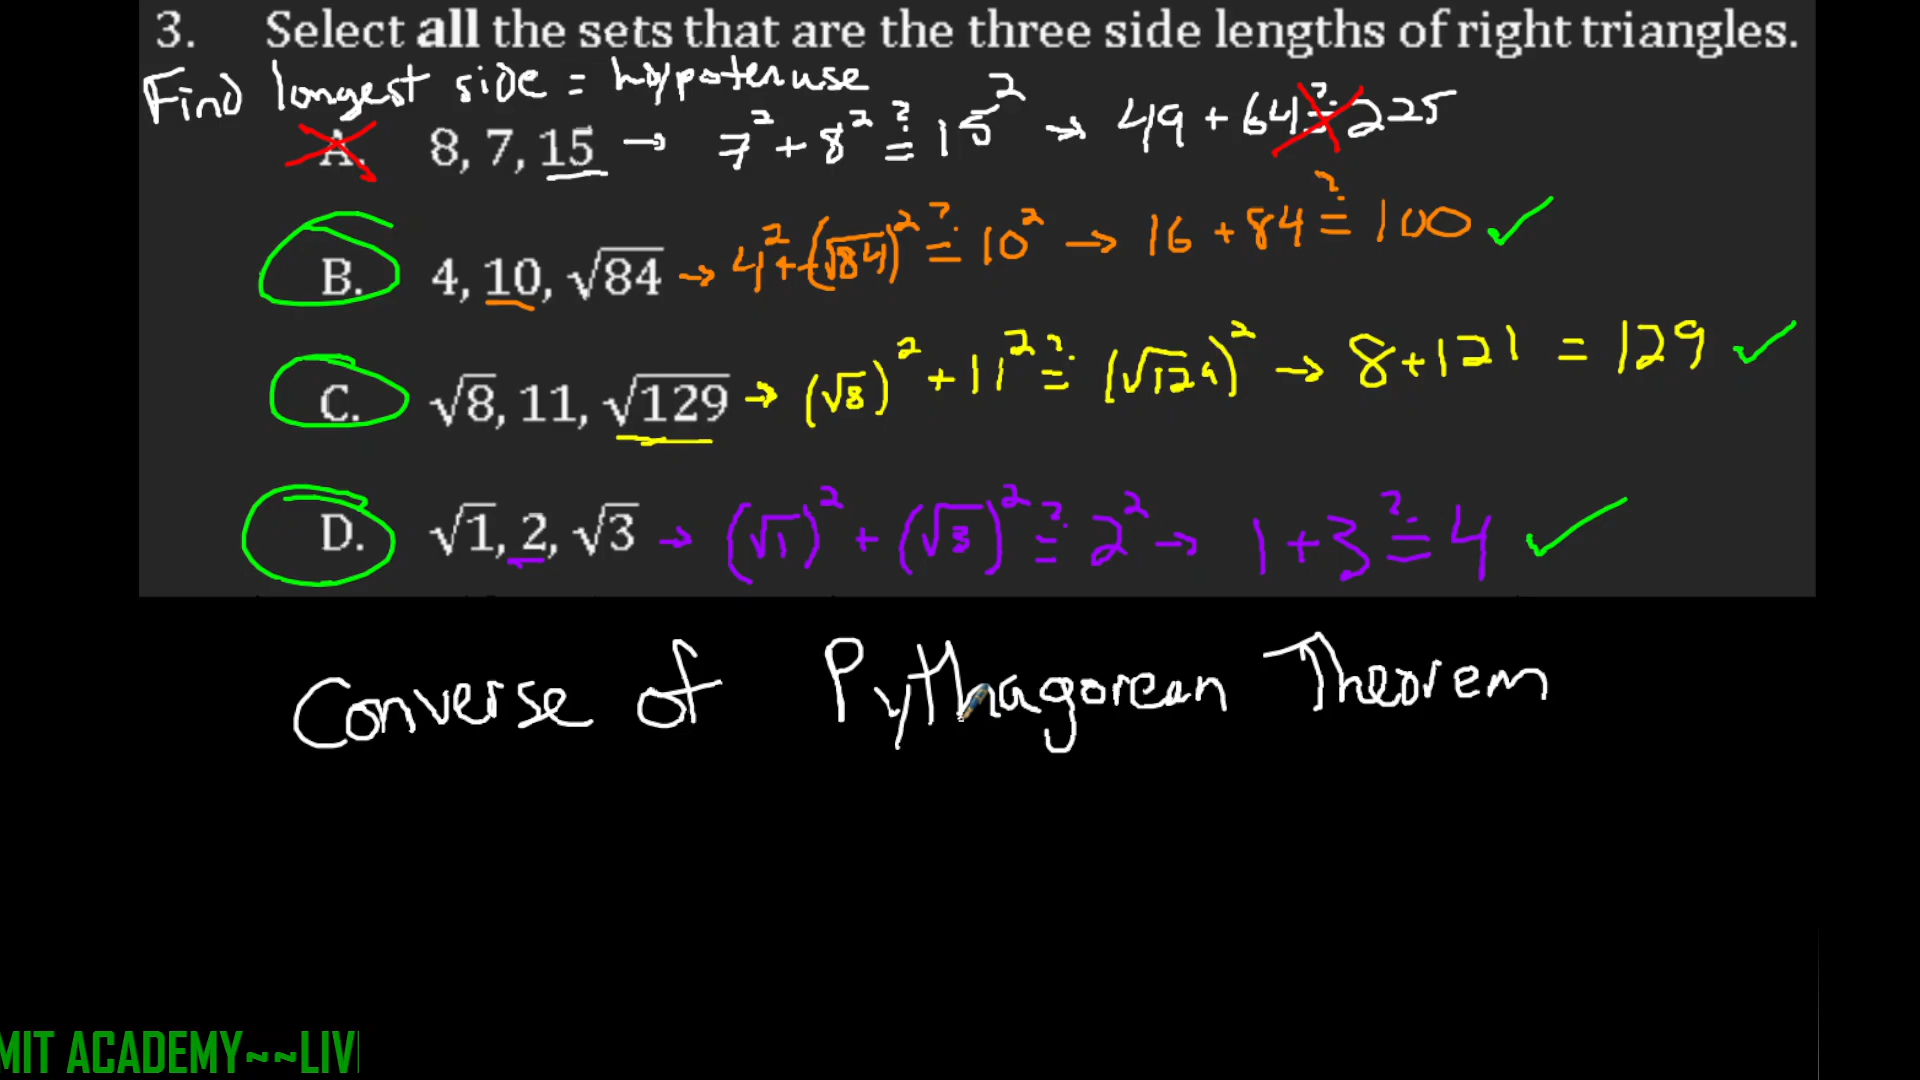 3. Select all the sets that are the three side lengths of right triangles.
Find longest side = hypotenuse
A. 8, 7, 15 → 7² + 8² ≟ 15² → 49 + 64 ≟ 225
B. 4, 10, √84 → 4² + (√84)² ≟ 10² → 16 + 84 ≟ 100 ✓
C. √8, 11, √129 → (√8)² + 11² ≟ (√129)² → 8 + 121 = 129 ✓
D. √1, 2, √3 → (√1)² + (√3)² ≟ 2² → 1 + 3 ≟ 4 ✓
Converse of Pythagorean Theorem
MIT ACADEMY~~LIV